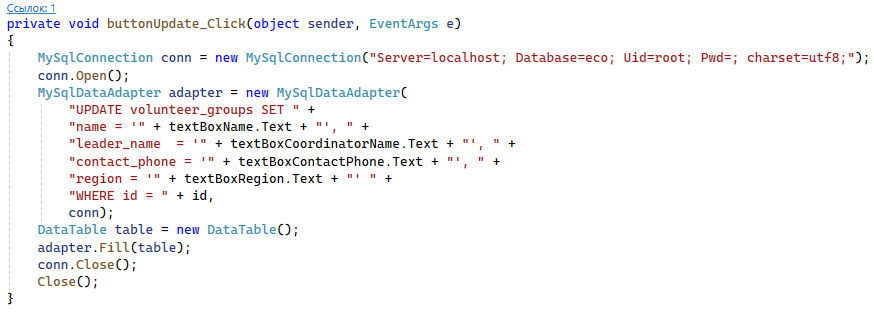 Ссылок: 1
private void buttonUpdate_Click(object sender, EventArgs e)
{
    MySqlConnection conn = new MySqlConnection("Server=localhost; Database=eco; Uid=root; Pwd=; charset=utf8;");
    conn.Open();
    MySqlDataAdapter adapter = new MySqlDataAdapter(
        "UPDATE volunteer_groups SET " +
        "name = '" + textBoxName.Text + "', " +
        "leader_name  = '" + textBoxCoordinatorName.Text + "', " +
        "contact_phone = '" + textBoxContactPhone.Text + "', " +
        "region = '" + textBoxRegion.Text + "' " +
        "WHERE id = " + id,
        conn);
    DataTable table = new DataTable();
    adapter.Fill(table);
    conn.Close();
    Close();
}